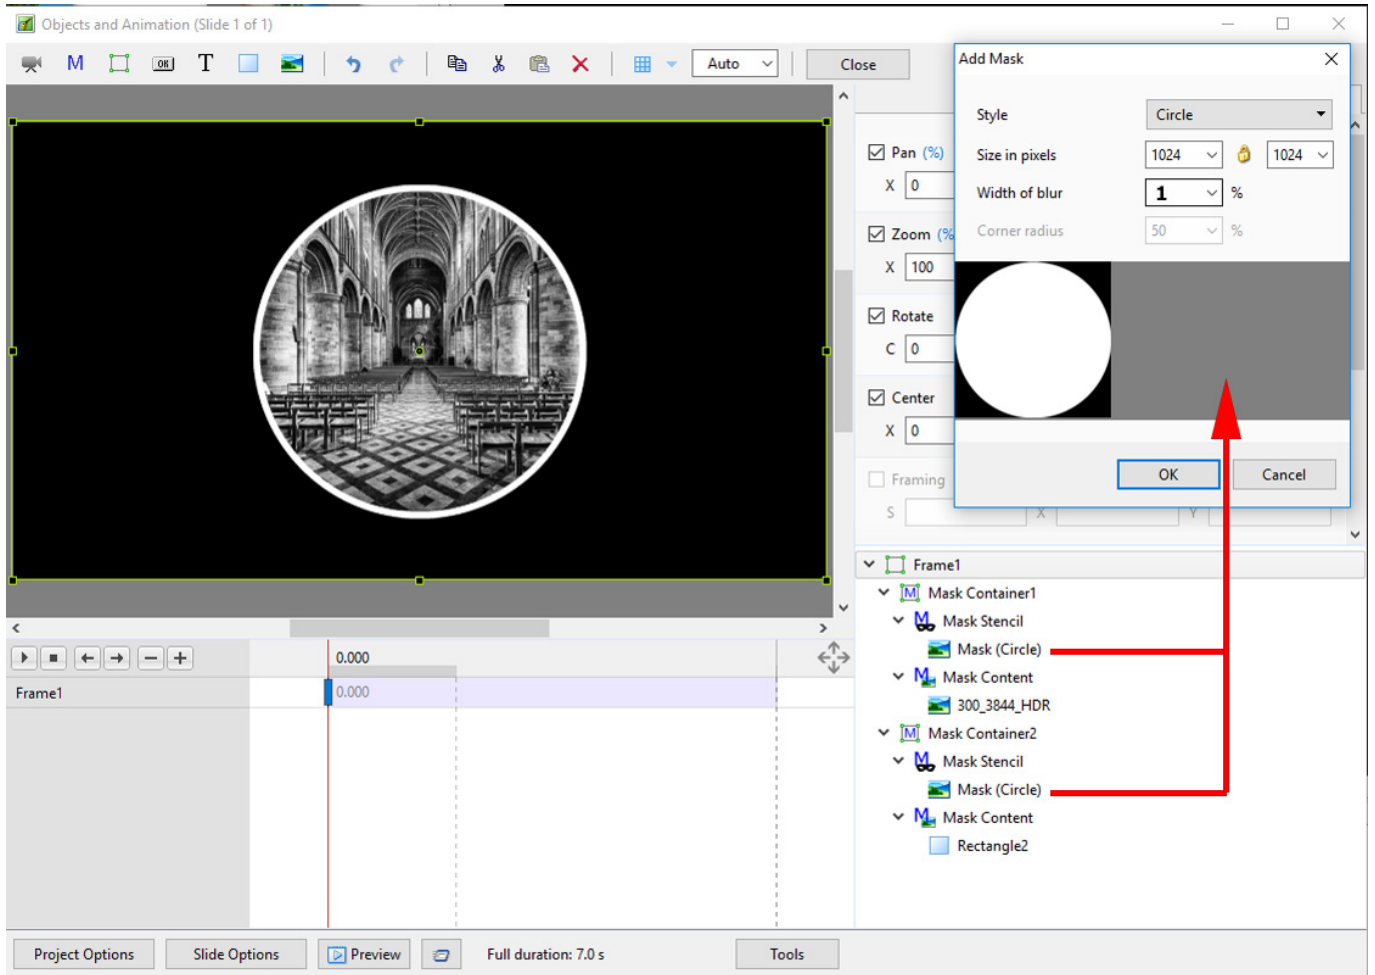 Objects and Animation (Slide 1 of 1)
M
OK
T
Auto
Close
Add Mask
Style Circle
Size in pixels 1024 1024
Width of blur 1 %
Corner radius 50 %
OK Cancel
Pan (%)
X 0
Zoom (%
X 100
Rotate
C 0
Center
X 0
Framing
S X Y
Frame1
M Mask Container1
M Mask Stencil
Mask (Circle)
M Mask Content
300_3844_HDR
M Mask Container2
M Mask Stencil
Mask (Circle)
M Mask Content
Rectangle2
0.000
Frame1 0.000
Project Options Slide Options Preview Full duration: 7.0 s Tools